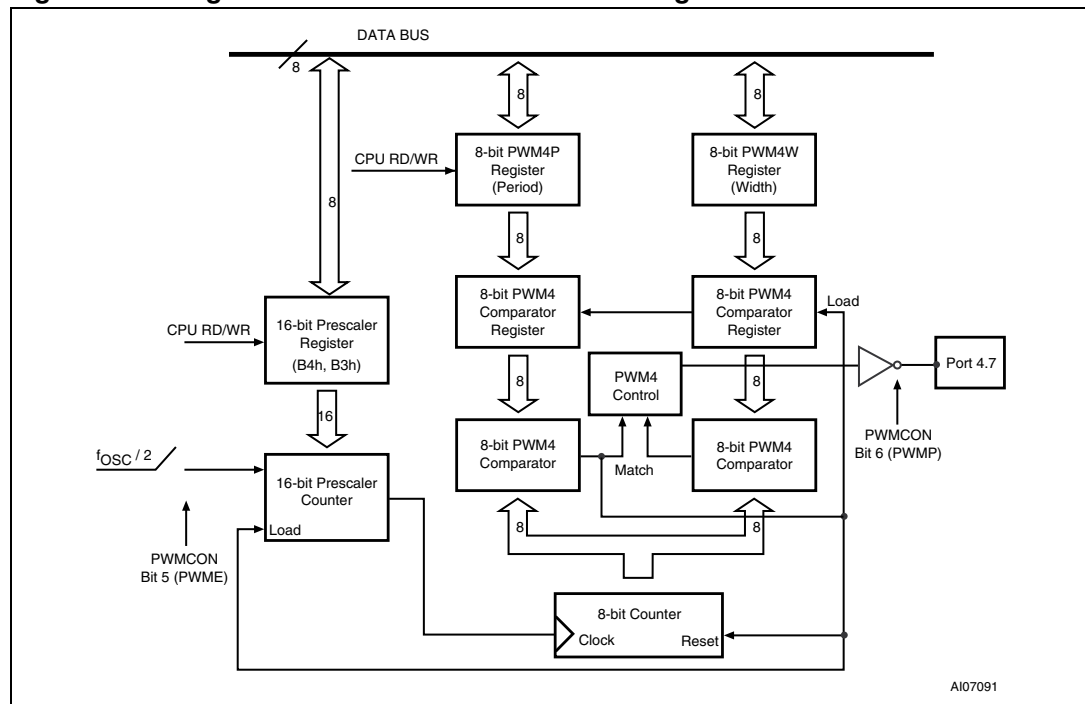 DATA BUS
8
8
8
CPU RD/WR
8-bit PWM4P
Register
(Period)
8-bit PWM4W
Register
(Width)
8
8
8
CPU RD/WR
16-bit Prescaler
Register
(B4h, B3h)
8-bit PWM4
Comparator
Register
8-bit PWM4
Comparator
Register
Load
16
8
PWM4
Control
8
Port 4.7
PWMCON
Bit 6 (PWMP)
fOSC / 2
16-bit Prescaler
Counter
Load
8-bit PWM4
Comparator
Match
8-bit PWM4
Comparator
8
8
PWMCON
Bit 5 (PWME)
8-bit Counter
Clock
Reset
AI07091